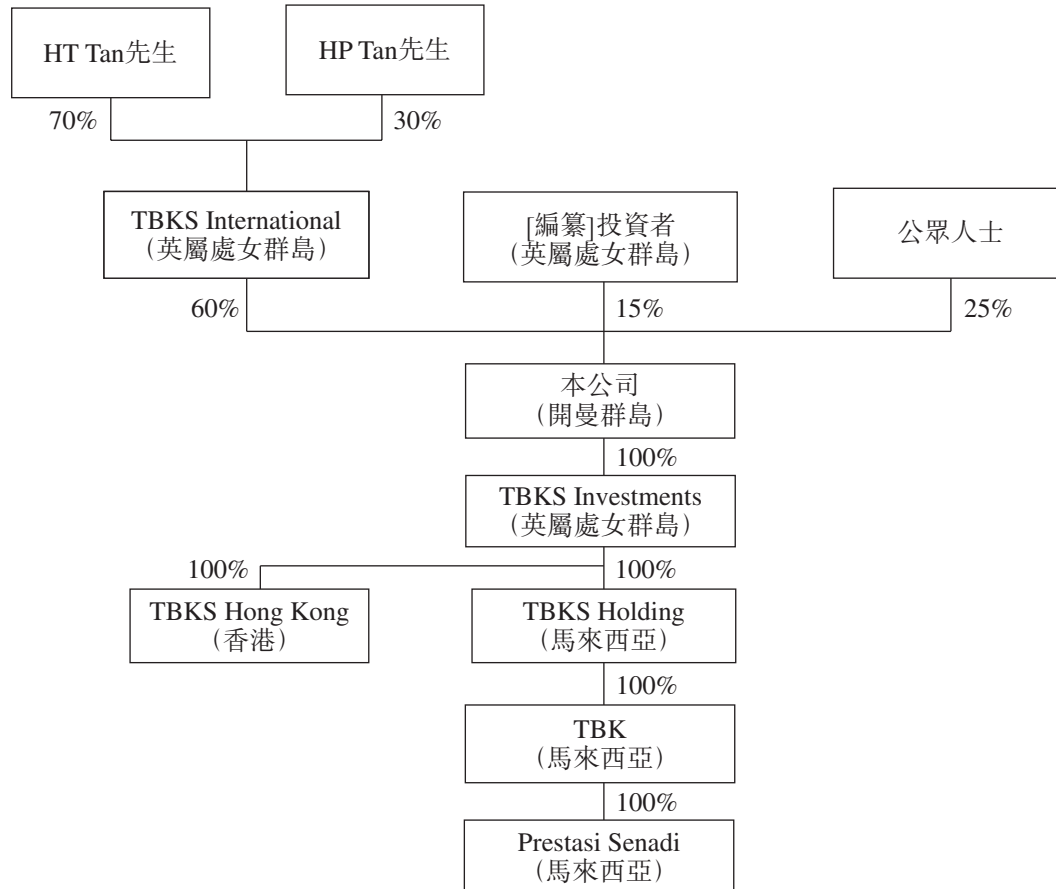 HT Tan先生
HP Tan先生
70%
30%
TBKS International
（英屬處女群島）
[編纂]投資者
（英屬處女群島）
公眾人士
60%
15%
25%
本公司
（開曼群島）
100%
TBKS Investments
（英屬處女群島）
100%
100%
TBKS Hong Kong
（香港）
TBKS Holding
（馬來西亞）
100%
TBK
（馬來西亞）
100%
Prestasi Senadi
（馬來西亞）